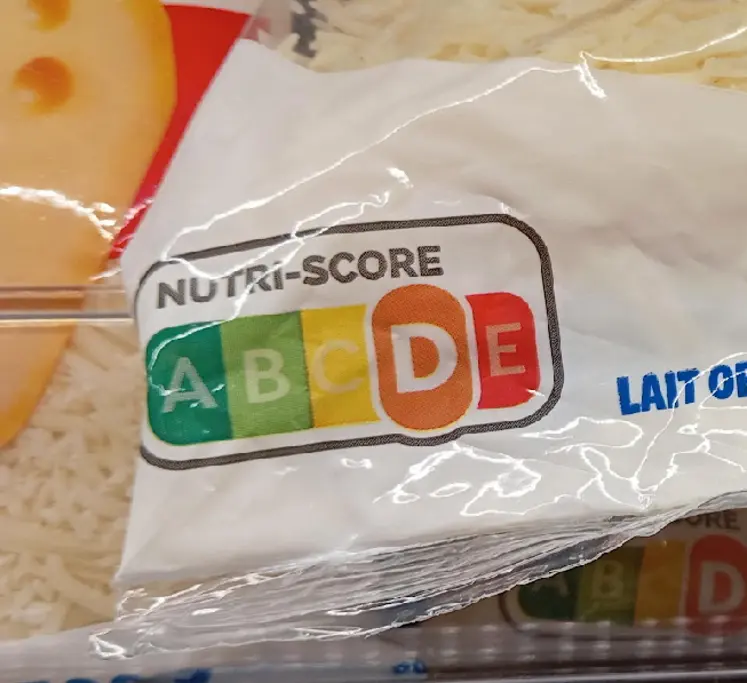 NUTRI-SCORE
A B C D E
LAIT
A B D